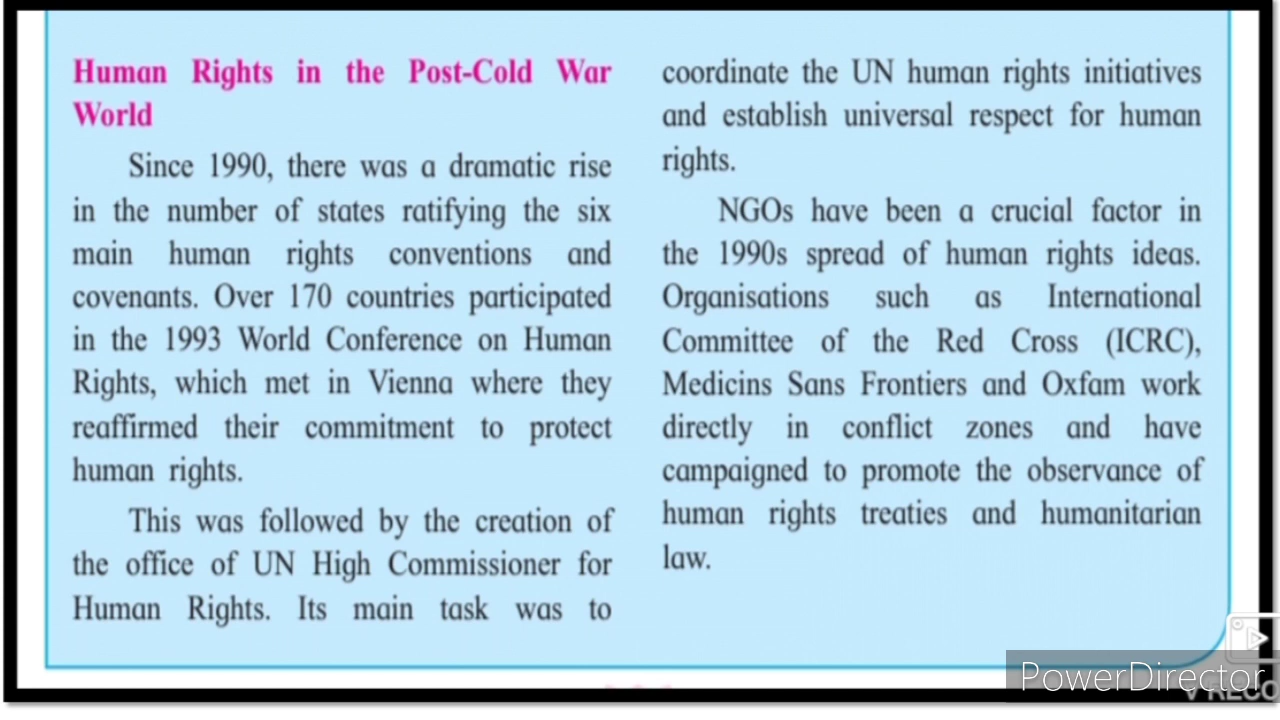 Human Rights in the Post-Cold War
World
Since 1990, there was a dramatic rise
in the number of states ratifying the six
main human rights conventions and
covenants. Over 170 countries participated
in the 1993 World Conference on Human
Rights, which met in Vienna where they
reaffirmed their commitment to protect
human rights.
This was followed by the creation of
the office of UN High Commissioner for
Human Rights. Its main task was to
coordinate the UN human rights initiatives
and establish universal respect for human
rights.
NGOs have been a crucial factor in
the 1990s spread of human rights ideas.
Organisations such as International
Committee of the Red Cross (ICRC),
Medicins Sans Frontiers and Oxfam work
directly in conflict zones and have
campaigned to promote the observance of
human rights treaties and humanitarian
law.
PowerDirector